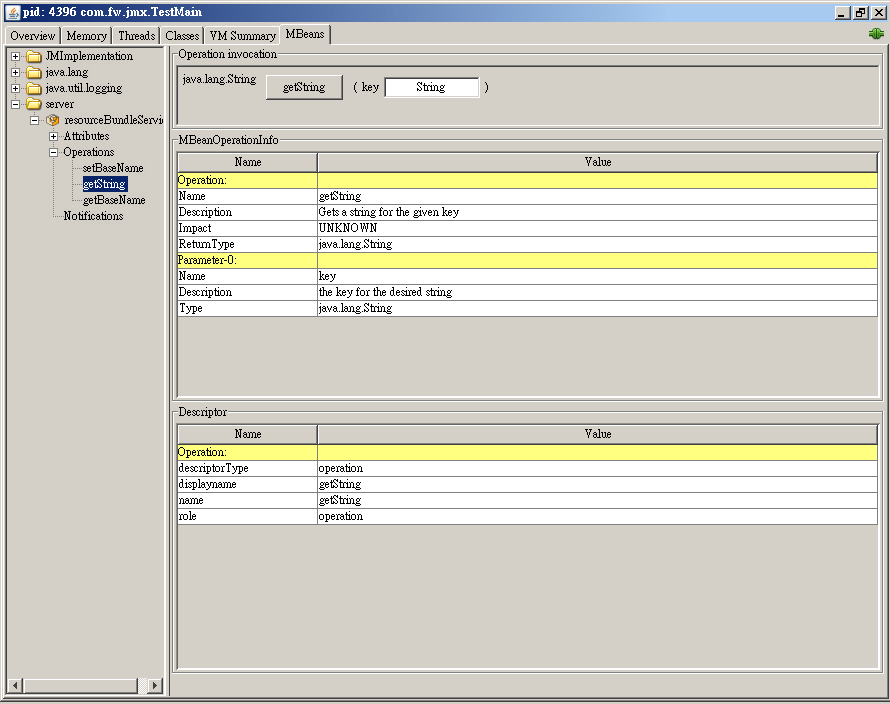 pid: 4396 com.fw.jmx.TestMain
Overview Memory Threads Classes VM Summary MBeans
JMImplementation
java.lang
java.util.logging
server
resourceBundleServi
Attributes
Operations
setBaseName
getString
getBaseName
Notifications
Operation invocation
java.lang.String getString ( key String )
MBeanOperationInfo
Name Value
Operation:
Name getString
Description Gets a string for the given key
Impact UNKNOWN
ReturnType java.lang.String
Parameter-0:
Name key
Description the key for the desired string
Type java.lang.String
Descriptor
Name Value
Operation:
descriptorType operation
displayname getString
name getString
role operation